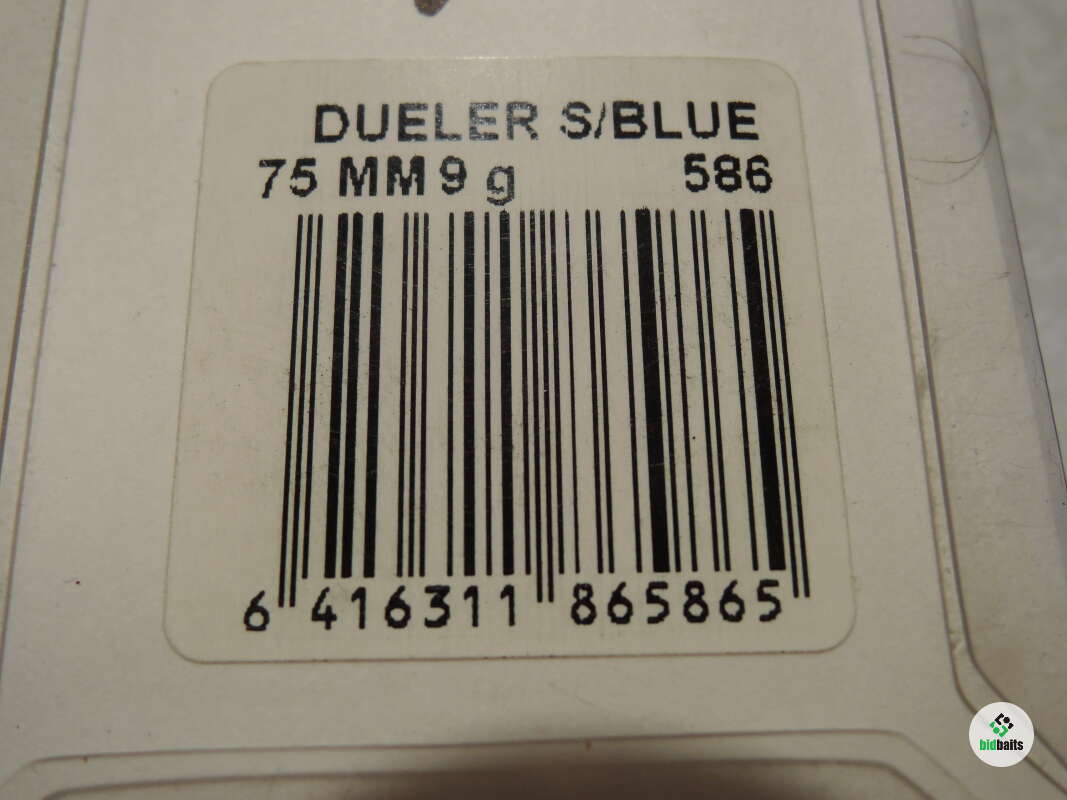 DUELER S/BLUE
75 MM 9 g 586
6 416311 865865
bidbaits